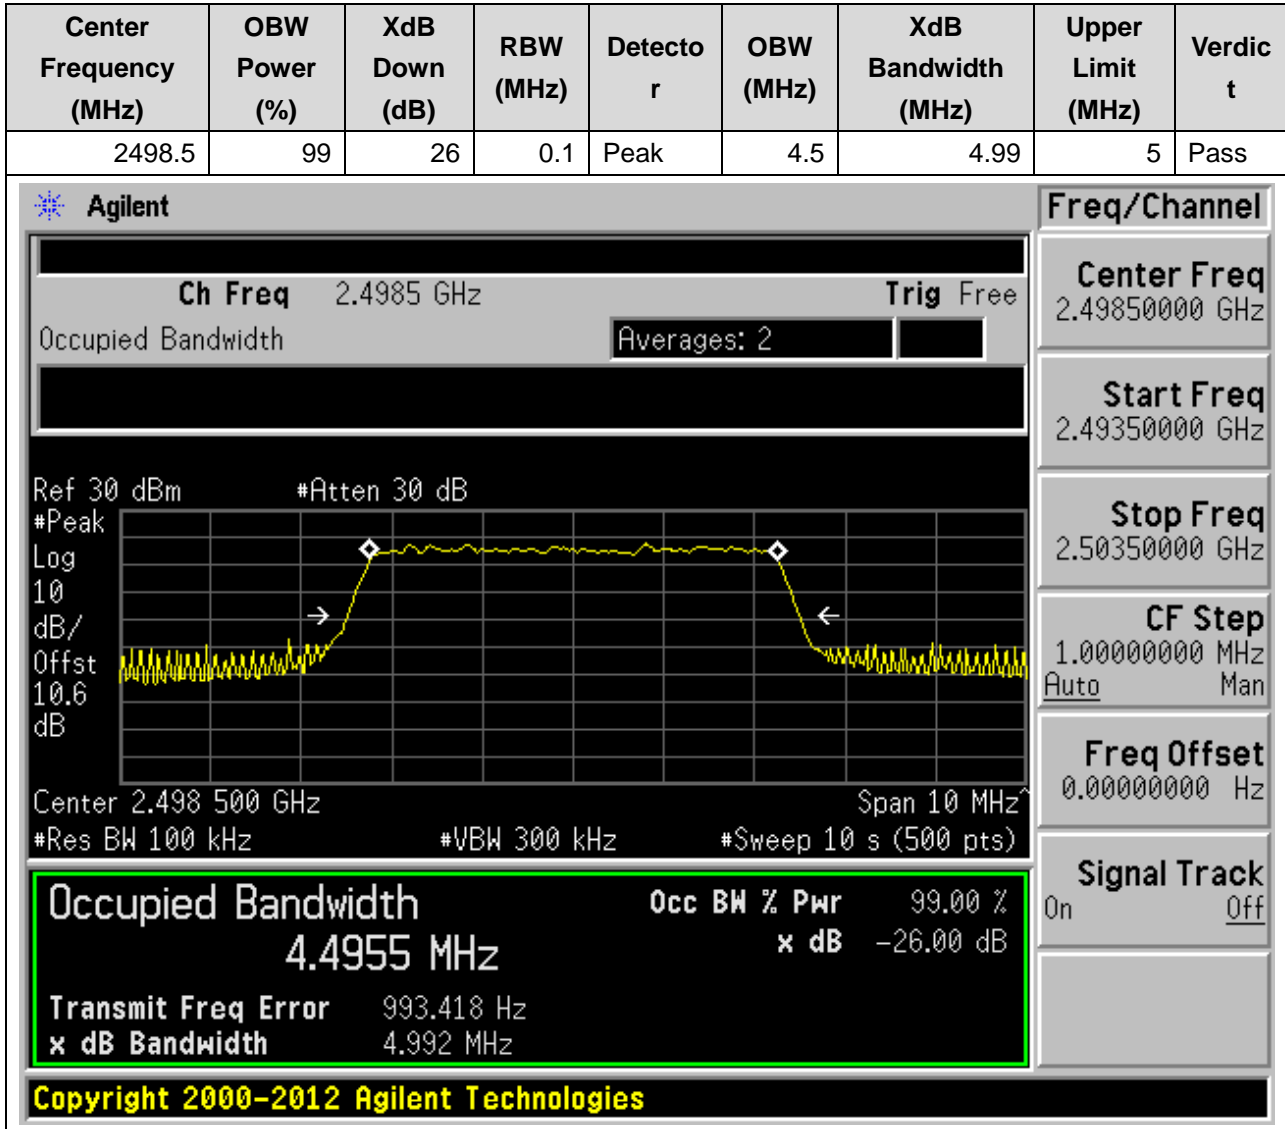 Center Frequency (MHz) OBW Power (%) XdB Down (dB) RBW (MHz) Detector OBW (MHz) XdB Bandwidth (MHz) Upper Limit (MHz) Verdict
2498.5 99 26 0.1 Peak 4.5 4.99 5 Pass
Agilent
Freq/Channel
Ch Freq 2.4985 GHz Trig Free
Occupied Bandwidth Averages: 2
Center Freq
2.49850000 GHz
Start Freq
2.49350000 GHz
Stop Freq
2.50350000 GHz
CF Step
1.00000000 MHz
Auto Man
Freq Offset
0.00000000 Hz
Signal Track
On Off
Ref 30 dBm #Atten 30 dB
#Peak
Log
10
dB/
Offst
10.6
dB
Center 2.498 500 GHz Span 10 MHz^
#Res BW 100 kHz #VBW 300 kHz #Sweep 10 s (500 pts)
Occupied Bandwidth Occ BW % Pwr 99.00 %
4.4955 MHz x dB -26.00 dB
Transmit Freq Error 993.418 Hz
x dB Bandwidth 4.992 MHz
Copyright 2000-2012 Agilent Technologies